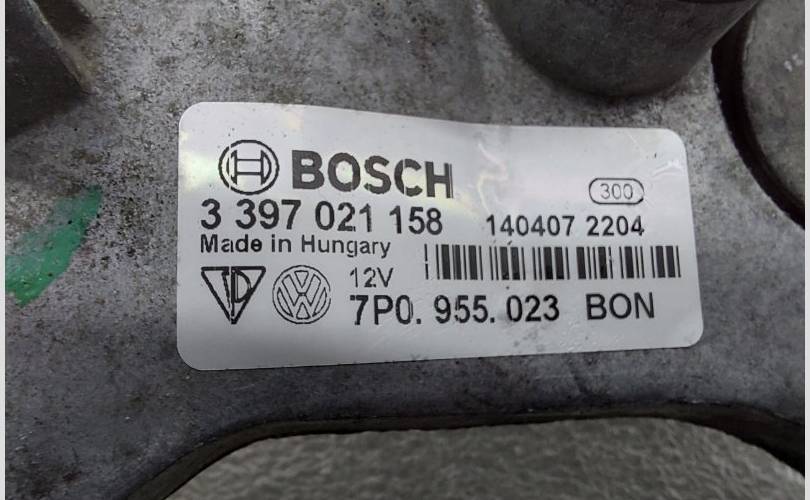 BOSCH
300
3 397 021 158 140407 2204
Made in Hungary
12V
7P0. 955. 023 BON